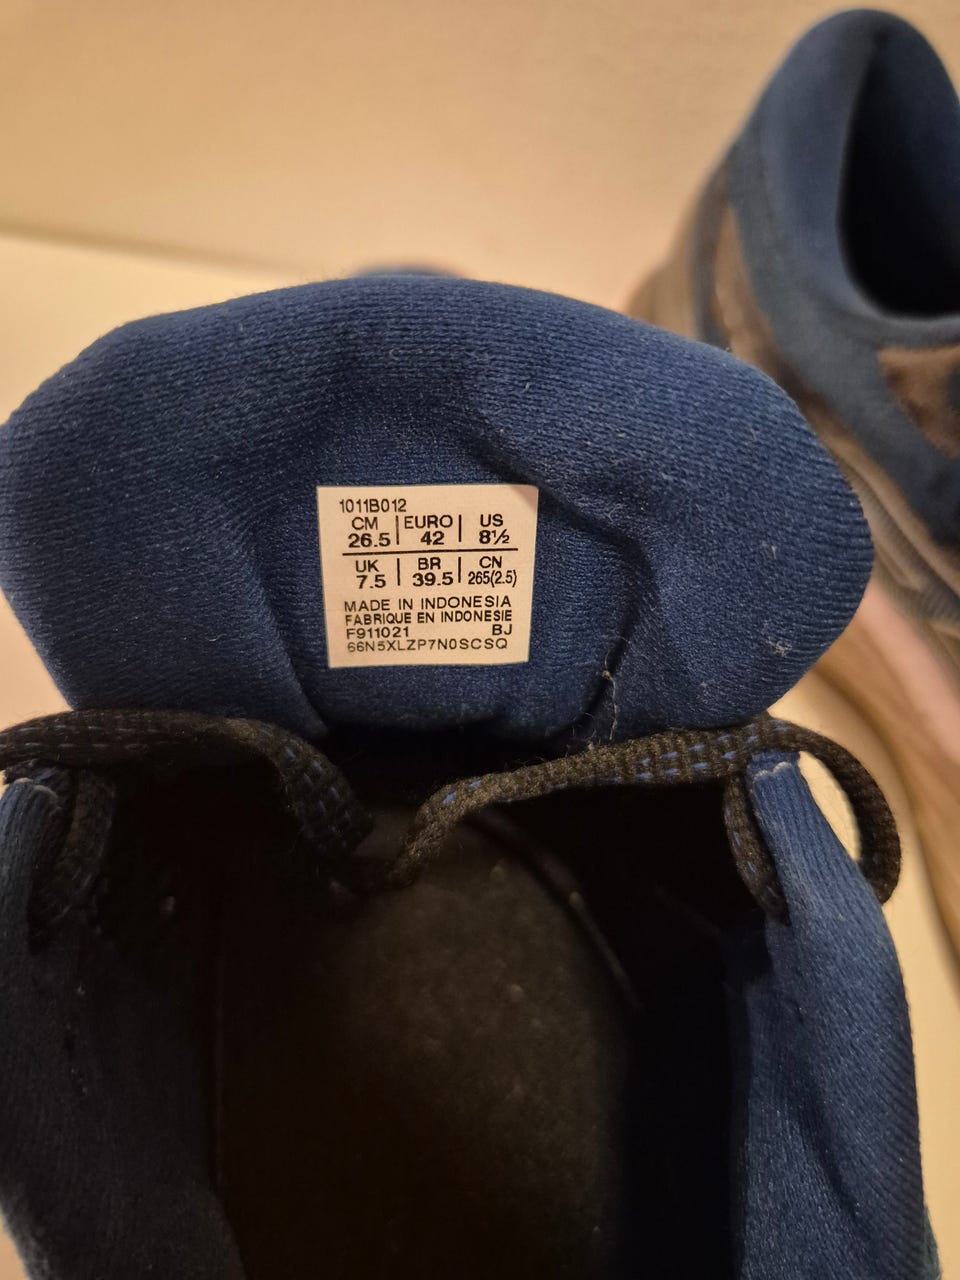 1011B012
CM | EURO | US
26.5 | 42 | 8½
UK | BR | CN
7.5 | 39.5 | 265(2.5)
MADE IN INDONESIA
FABRIQUE EN INDONESIE
F911021 BJ
66N5XLZP7N0SCSQ